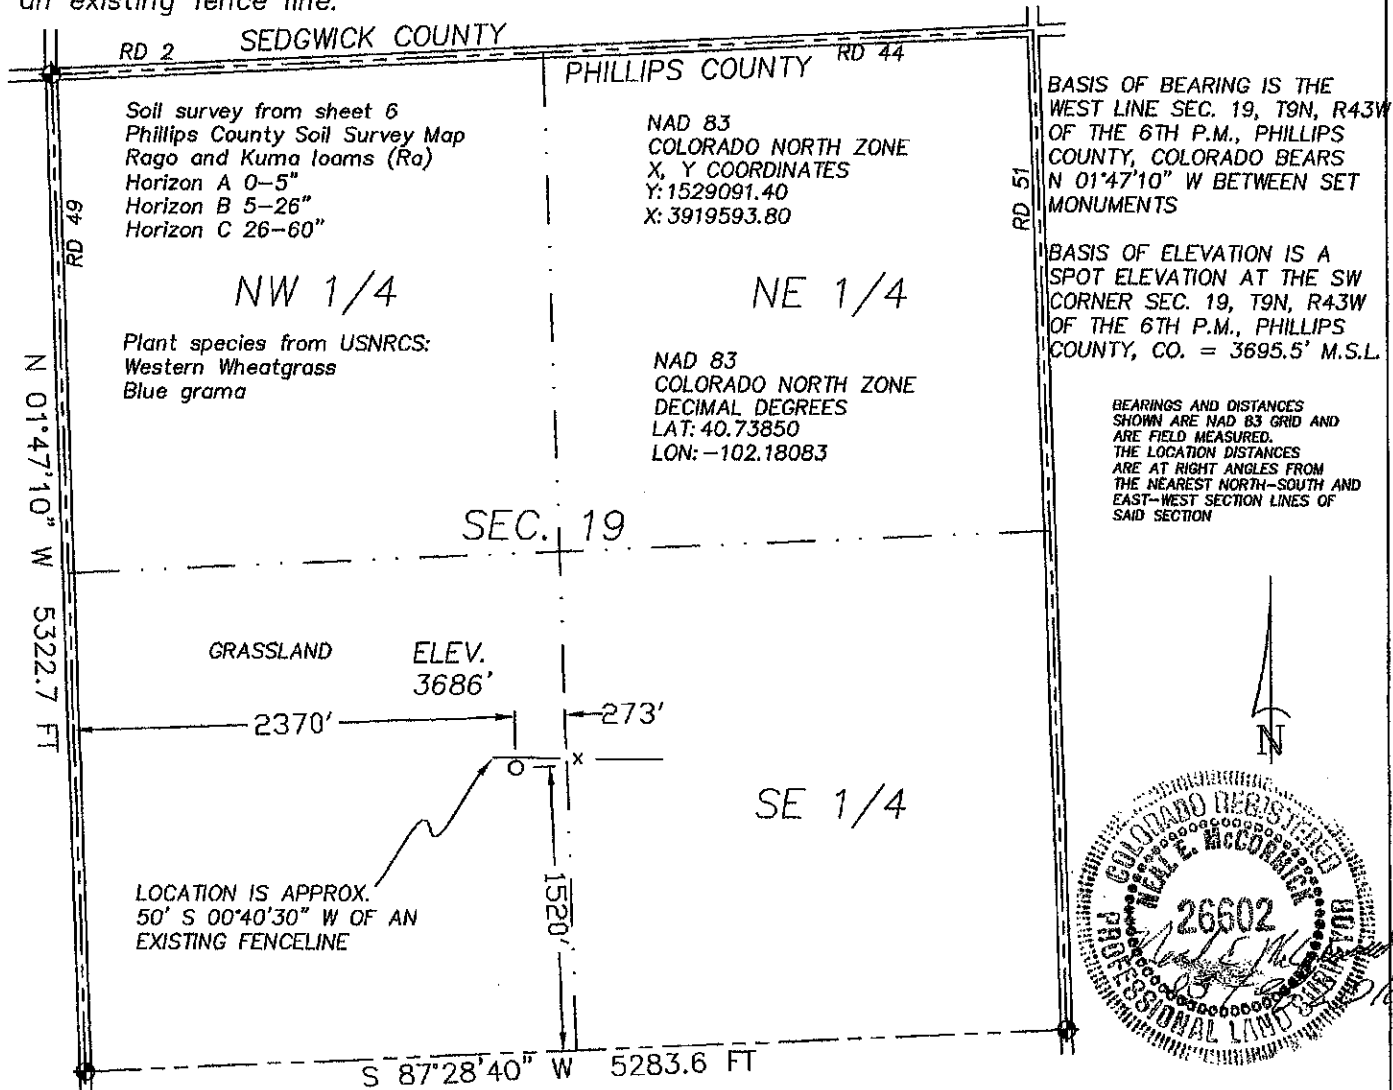 an existing fence line.
RD 2
SEDGWICK COUNTY
PHILLIPS COUNTY
RD 44
Soil survey from sheet 6
Phillips County Soil Survey Map
Rago and Kuma loams (Ra)
Horizon A 0-5"
Horizon B 5-26"
Horizon C 26-60"
RD 49
NW 1/4
Plant species from USNRCS:
Western Wheatgrass
Blue grama
NAD 83
COLORADO NORTH ZONE
X, Y COORDINATES
Y: 1529091.40
X: 3919593.80
NE 1/4
NAD 83
COLORADO NORTH ZONE
DECIMAL DEGREES
LAT: 40.73850
LON: -102.18083
RD 51
BASIS OF BEARING IS THE
WEST LINE SEC. 19, T9N, R43W
OF THE 6TH P.M., PHILLIPS
COUNTY, COLORADO BEARS
N 01°47'10" W BETWEEN SET
MONUMENTS
BASIS OF ELEVATION IS A
SPOT ELEVATION AT THE SW
CORNER SEC. 19, T9N, R43W
OF THE 6TH P.M., PHILLIPS
COUNTY, CO. = 3695.5' M.S.L.
BEARINGS AND DISTANCES
SHOWN ARE NAD 83 GRID AND
ARE FIELD MEASURED.
THE LOCATION DISTANCES
ARE AT RIGHT ANGLES FROM
THE NEAREST NORTH-SOUTH AND
EAST-WEST SECTION LINES OF
SAID SECTION
N 01°47'10" W 5322.7 FT
SEC. 19
GRASSLAND
ELEV.
3686'
2370'
273'
x
SE 1/4
1520'
LOCATION IS APPROX.
50' S 00°40'30" W OF AN
EXISTING FENCELINE
S 87°28'40" W 5283.6 FT
N
COLORADO REGISTERED
NEAL E. McCORMICK
26602
PROFESSIONAL LAND SURVEYOR